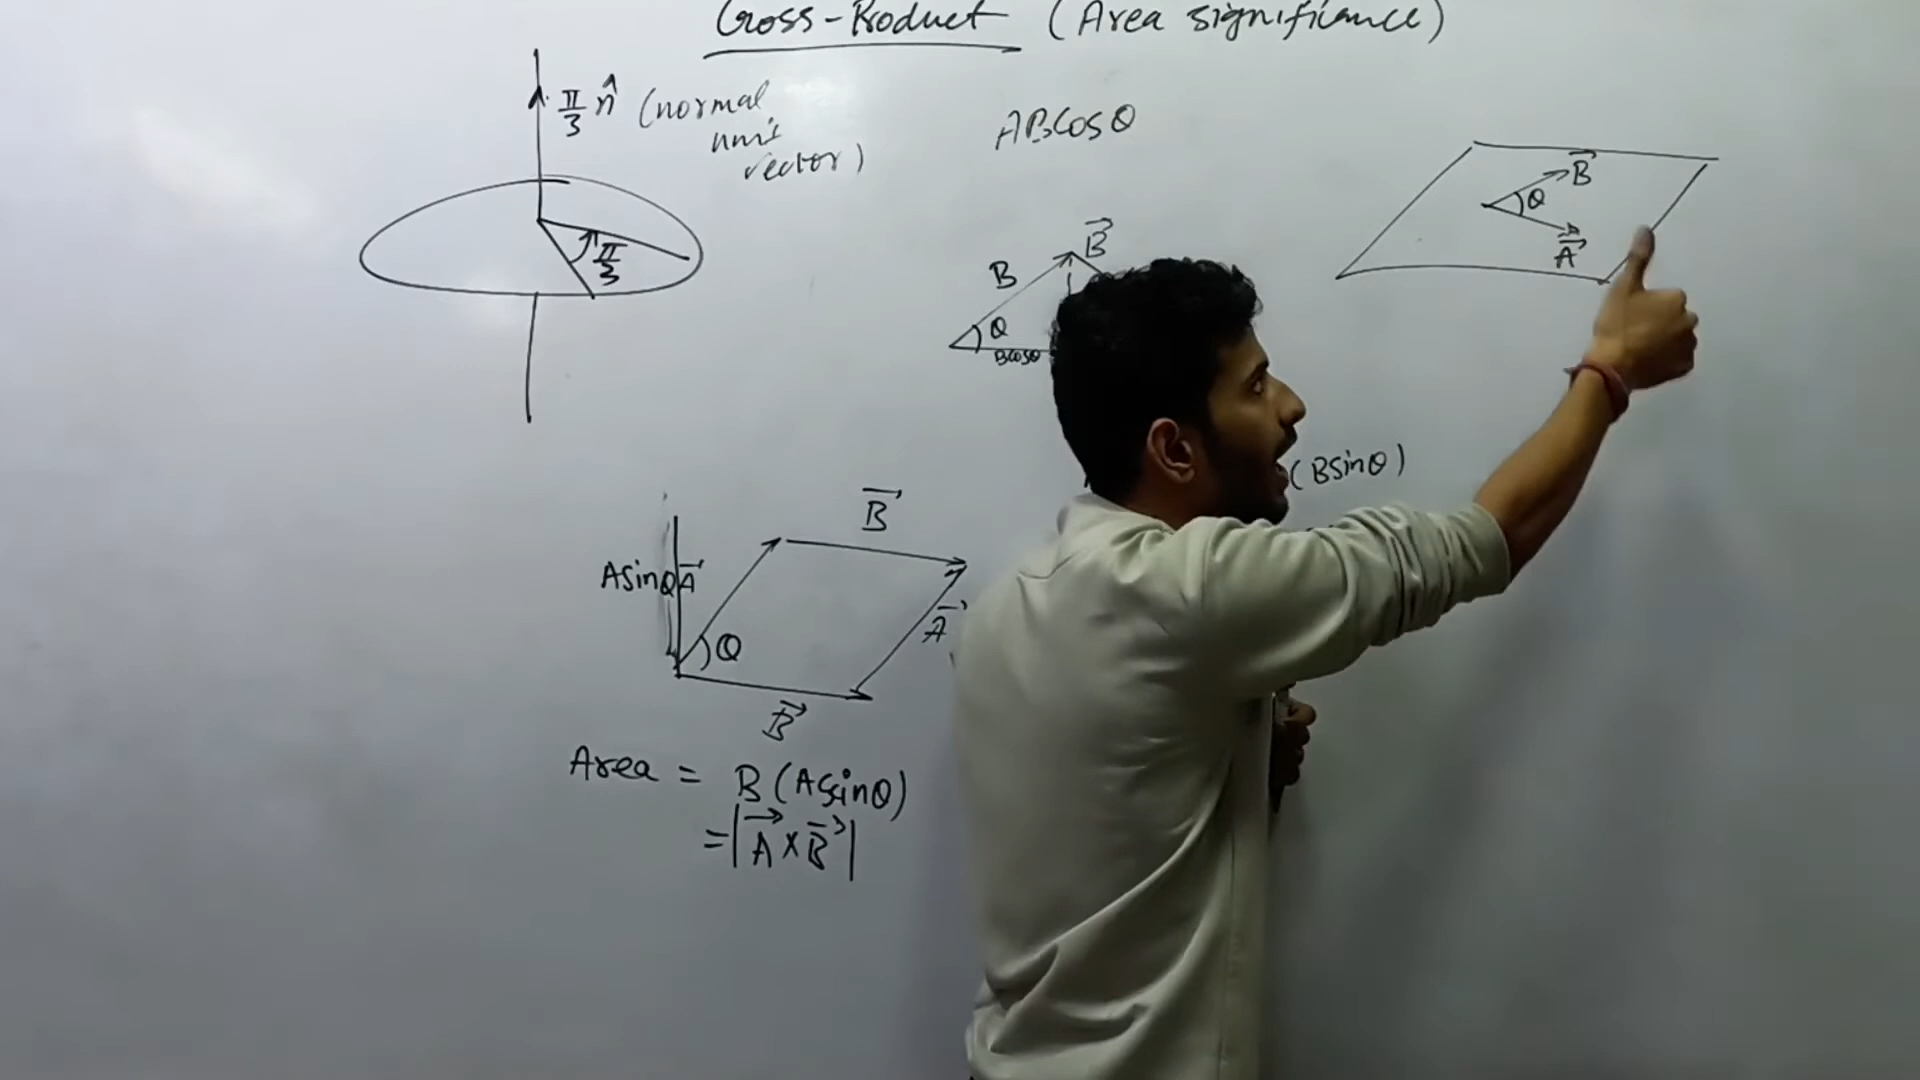 Cross-Product (Area significance)
π/3 n̂ (normal
unit
vector)
π/3
ABcosθ
B⃗
B
θ
Bcosθ
B⃗
θ
A⃗
(Bsinθ)
B⃗
Asinθ A⃗
θ
A⃗
B⃗
Area = B(Asinθ)
= |A⃗ × B⃗|